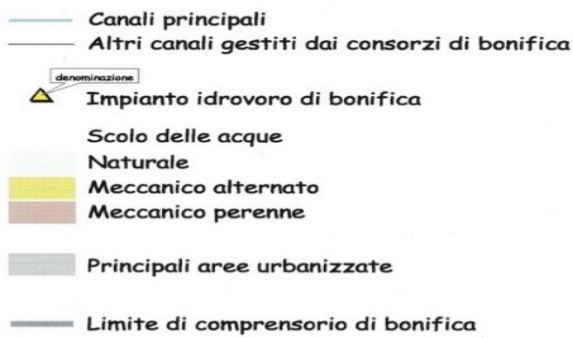 Canali principali
Altri canali gestiti dai consorzi di bonifica
denominazione
Impianto idrovoro di bonifica
Scolo delle acque
Naturale
Meccanico alternato
Meccanico perenne
Principali aree urbanizzate
Limite di comprensorio di bonifica